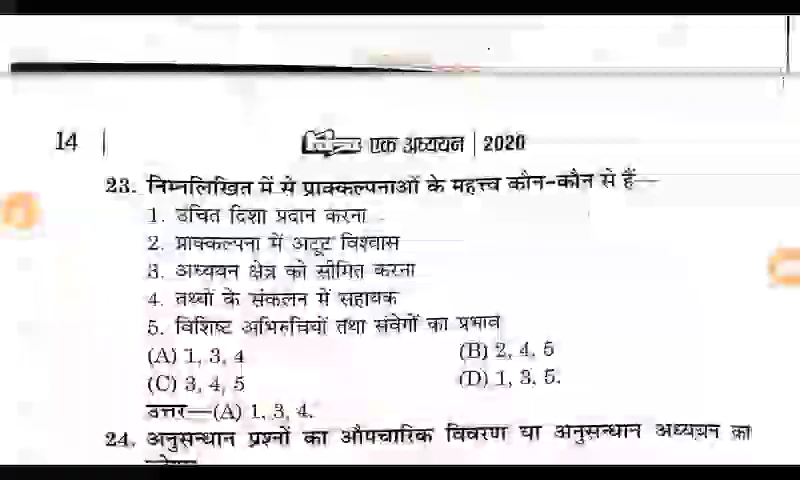 14 | एक अध्ययन | 2020
23. निम्नलिखित में से प्राक्कल्पनाओं के महत्त्व कौन-कौन से हैं—
1. उचित दिशा प्रदान करना
2. प्राक्कल्पना में अटूट विश्वास
3. अध्ययन क्षेत्र को सीमित करना
4. तथ्यों के संकलन में सहायक
5. विशिष्ट अभिरुचियों तथा संवेगों का प्रभाव
(A) 1, 3, 4 (B) 2, 4, 5
(C) 3, 4, 5 (D) 1, 3, 5.
उत्तर—(A) 1, 3, 4.
24. अनुसन्धान प्रश्नों का औपचारिक विवरण या अनुसन्धान अध्ययन का